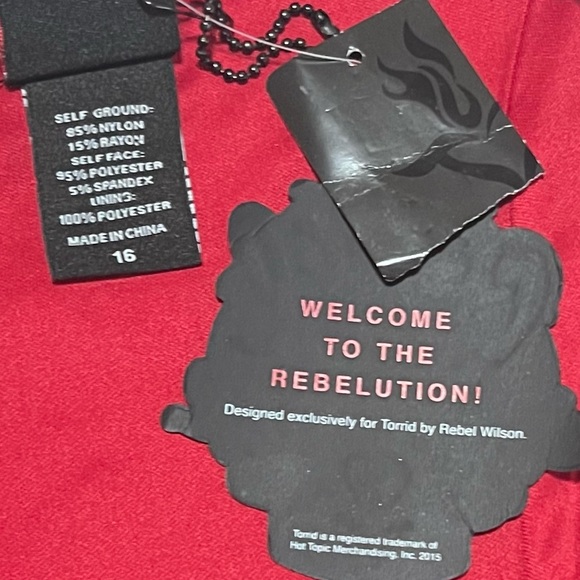 SELF GROUND:
85% NYLON
15% RAYON
SELF FACE:
95% POLYESTER
5% SPANDEX
LINING:
100% POLYESTER
MADE IN CHINA
16
WELCOME
TO THE
REBELUTION!
Designed exclusively for Torrid by Rebel Wilson.
Torrid is a registered trademark of
Hot Topic Merchandising, Inc. 2015